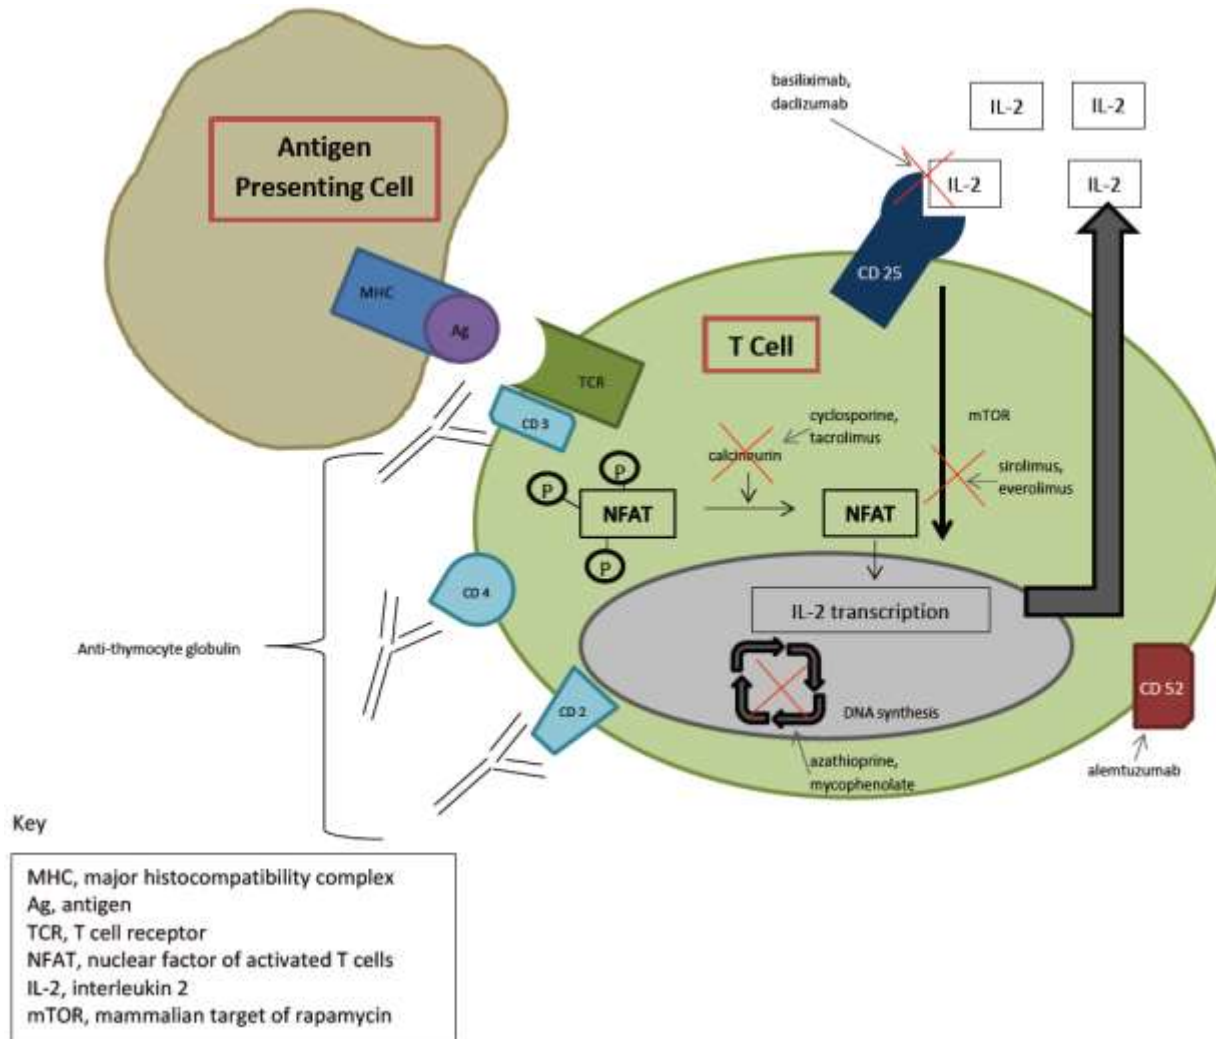 Antigen
Presenting Cell
MHC
Ag
TCR
CD 3
basiliximab,
daclizumab
IL-2
IL-2
IL-2
IL-2
CD 25
T Cell
cyclosporine,
tacrolimus
calcineurin
mTOR
sirolimus,
everolimus
P
P
NFAT
P
NFAT
IL-2 transcription
DNA synthesis
azathioprine,
mycophenolate
CD 4
CD 2
Anti-thymocyte globulin
CD 52
alemtuzumab
Key
MHC, major histocompatibility complex
Ag, antigen
TCR, T cell receptor
NFAT, nuclear factor of activated T cells
IL-2, interleukin 2
mTOR, mammalian target of rapamycin